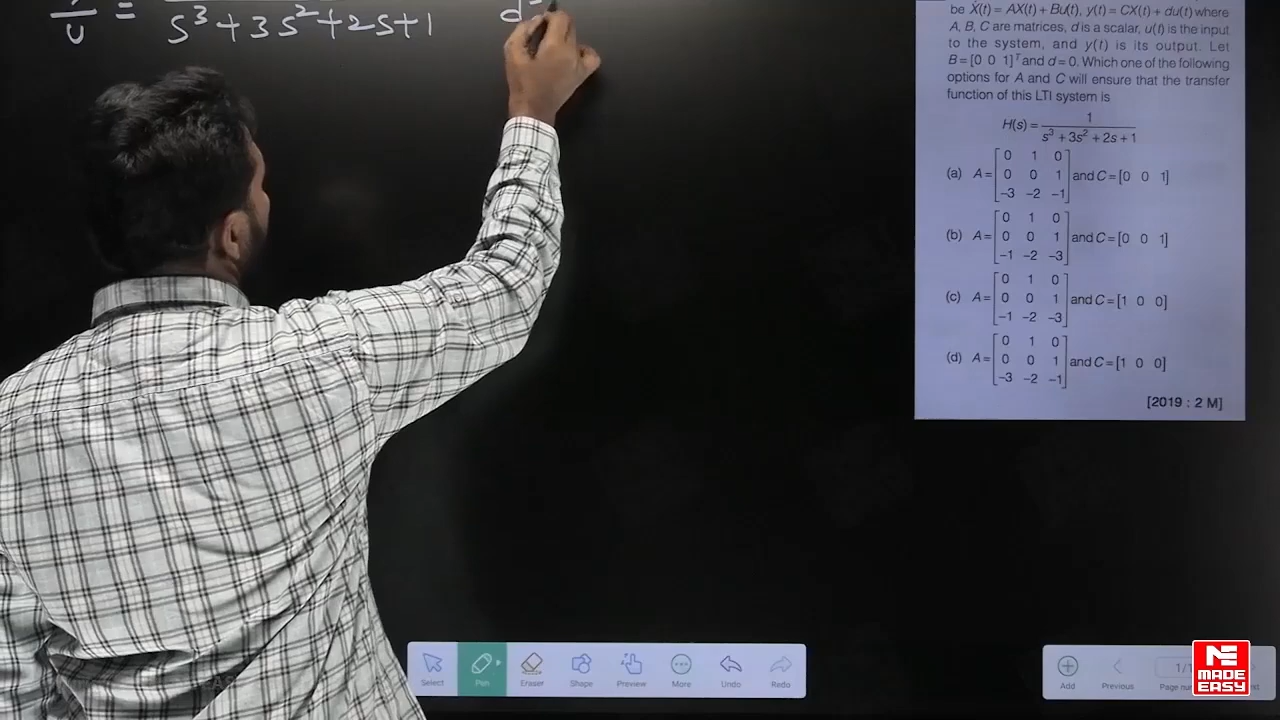 y/u = s³ + 3s² + 2s + 1
d
be Ẋ(t) = AX(t) + Bu(t), y(t) = CX(t) + du(t) where
A, B, C are matrices, d is a scalar, u(t) is the input
to the system, and y(t) is its output. Let
B = [0 0 1]ᵀ and d = 0. Which one of the following
options for A and C will ensure that the transfer
function of this LTI system is
H(s) = 1 / (s³ + 3s² + 2s + 1)
(a) A = [0 1 0; 0 0 1; −3 −2 −1] and C = [0 0 1]
(b) A = [0 1 0; 0 0 1; −1 −2 −3] and C = [0 0 1]
(c) A = [0 1 0; 0 0 1; −1 −2 −3] and C = [1 0 0]
(d) A = [0 1 0; 0 0 1; −3 −2 −1] and C = [1 0 0]
[2019 : 2 M]
Select Pen Eraser Shape Preview More Undo Redo
Add Previous
1/1
ME
MADE
EASY